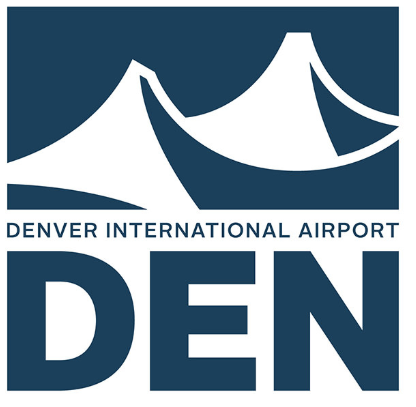 DENVER INTERNATIONAL AIRPORT
DEN